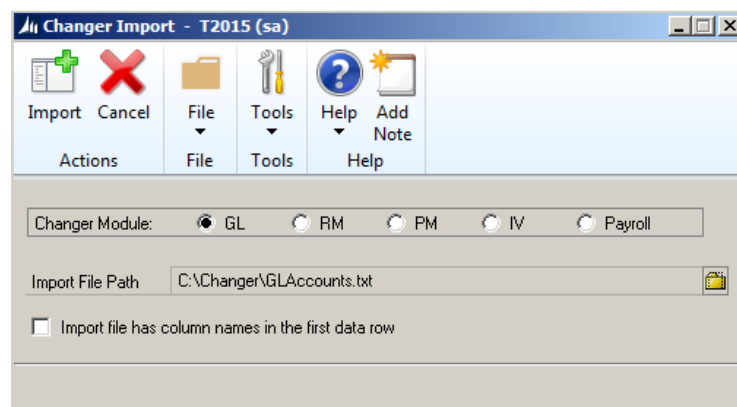 Changer Import - T2015 (sa)
Import Cancel File Tools Help Add Note
Actions File Tools Help
Changer Module: GL RM PM IV Payroll
Import File Path C:\Changer\GLAccounts.txt
Import file has column names in the first data row